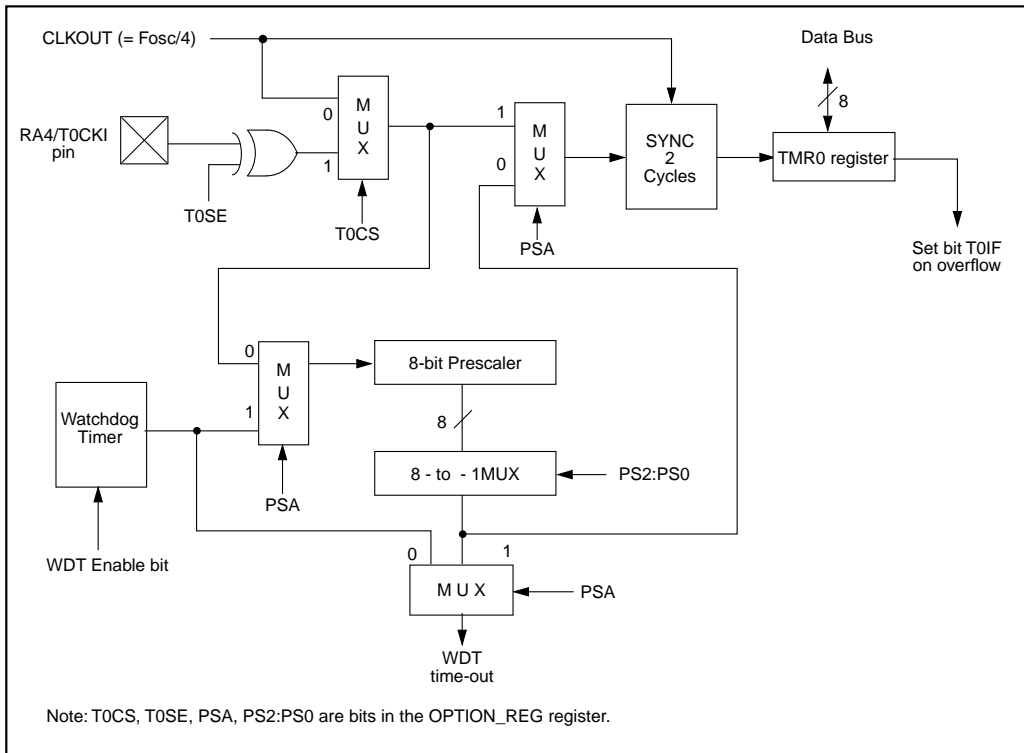 CLKOUT (= Fosc/4)
Data Bus
8
RA4/T0CKI
pin
0
1
M
U
X
T0SE
T0CS
1
0
M
U
X
PSA
SYNC
2
Cycles
TMR0 register
Set bit T0IF
on overflow
0
1
M
U
X
PSA
8-bit Prescaler
Watchdog
Timer
8
8 - to - 1MUX
PS2:PS0
WDT Enable bit
0
1
M U X
PSA
WDT
time-out
Note: T0CS, T0SE, PSA, PS2:PS0 are bits in the OPTION_REG register.